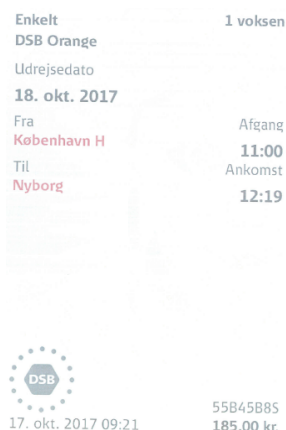 Enkelt 1 voksen
DSB Orange
Udrejsedato
18. okt. 2017
Fra Afgang
København H
11:00
Til Ankomst
Nyborg
12:19
DSB
55B45B8S
17. okt. 2017 09:21 185,00 kr.